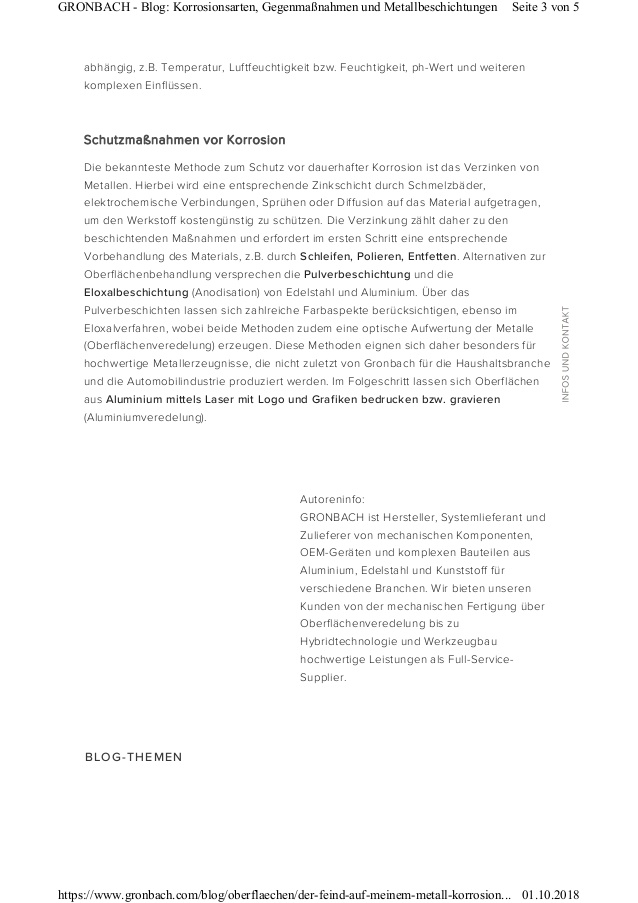 GRONBACH - Blog: Korrosionsarten, Gegenmaßnahmen und Metallbeschichtungen Seite 3 von 5
abhängig, z.B. Temperatur, Luftfeuchtigkeit bzw. Feuchtigkeit, ph-Wert und weiteren
komplexen Einflüssen.
Schutzmaßnahmen vor Korrosion
Die bekannteste Methode zum Schutz vor dauerhafter Korrosion ist das Verzinken von
Metallen. Hierbei wird eine entsprechende Zinkschicht durch Schmelzbäder,
elektrochemische Verbindungen, Sprühen oder Diffusion auf das Material aufgetragen,
um den Werkstoff kostengünstig zu schützen. Die Verzinkung zählt daher zu den
beschichtenden Maßnahmen und erfordert im ersten Schritt eine entsprechende
Vorbehandlung des Materials, z.B. durch Schleifen, Polieren, Entfetten. Alternativen zur
Oberflächenbehandlung versprechen die Pulverbeschichtung und die
Eloxalbeschichtung (Anodisation) von Edelstahl und Aluminium. Über das
Pulverbeschichten lassen sich zahlreiche Farbaspekte berücksichtigen, ebenso im
Eloxalverfahren, wobei beide Methoden zudem eine optische Aufwertung der Metalle
(Oberflächenveredelung) erzeugen. Diese Methoden eignen sich daher besonders für
hochwertige Metallerzeugnisse, die nicht zuletzt von Gronbach für die Haushaltsbranche
und die Automobilindustrie produziert werden. Im Folgeschritt lassen sich Oberflächen
aus Aluminium mittels Laser mit Logo und Grafiken bedrucken bzw. gravieren
(Aluminiumveredelung).
INFOS UND KONTAKT
Autoreninfo:
GRONBACH ist Hersteller, Systemlieferant und
Zulieferer von mechanischen Komponenten,
OEM-Geräten und komplexen Bauteilen aus
Aluminium, Edelstahl und Kunststoff für
verschiedene Branchen. Wir bieten unseren
Kunden von der mechanischen Fertigung über
Oberflächenveredelung bis zu
Hybridtechnologie und Werkzeugbau
hochwertige Leistungen als Full-Service-
Supplier.
BLOG-THEMEN
https://www.gronbach.com/blog/oberflaechen/der-feind-auf-meinem-metall-korrosion... 01.10.2018